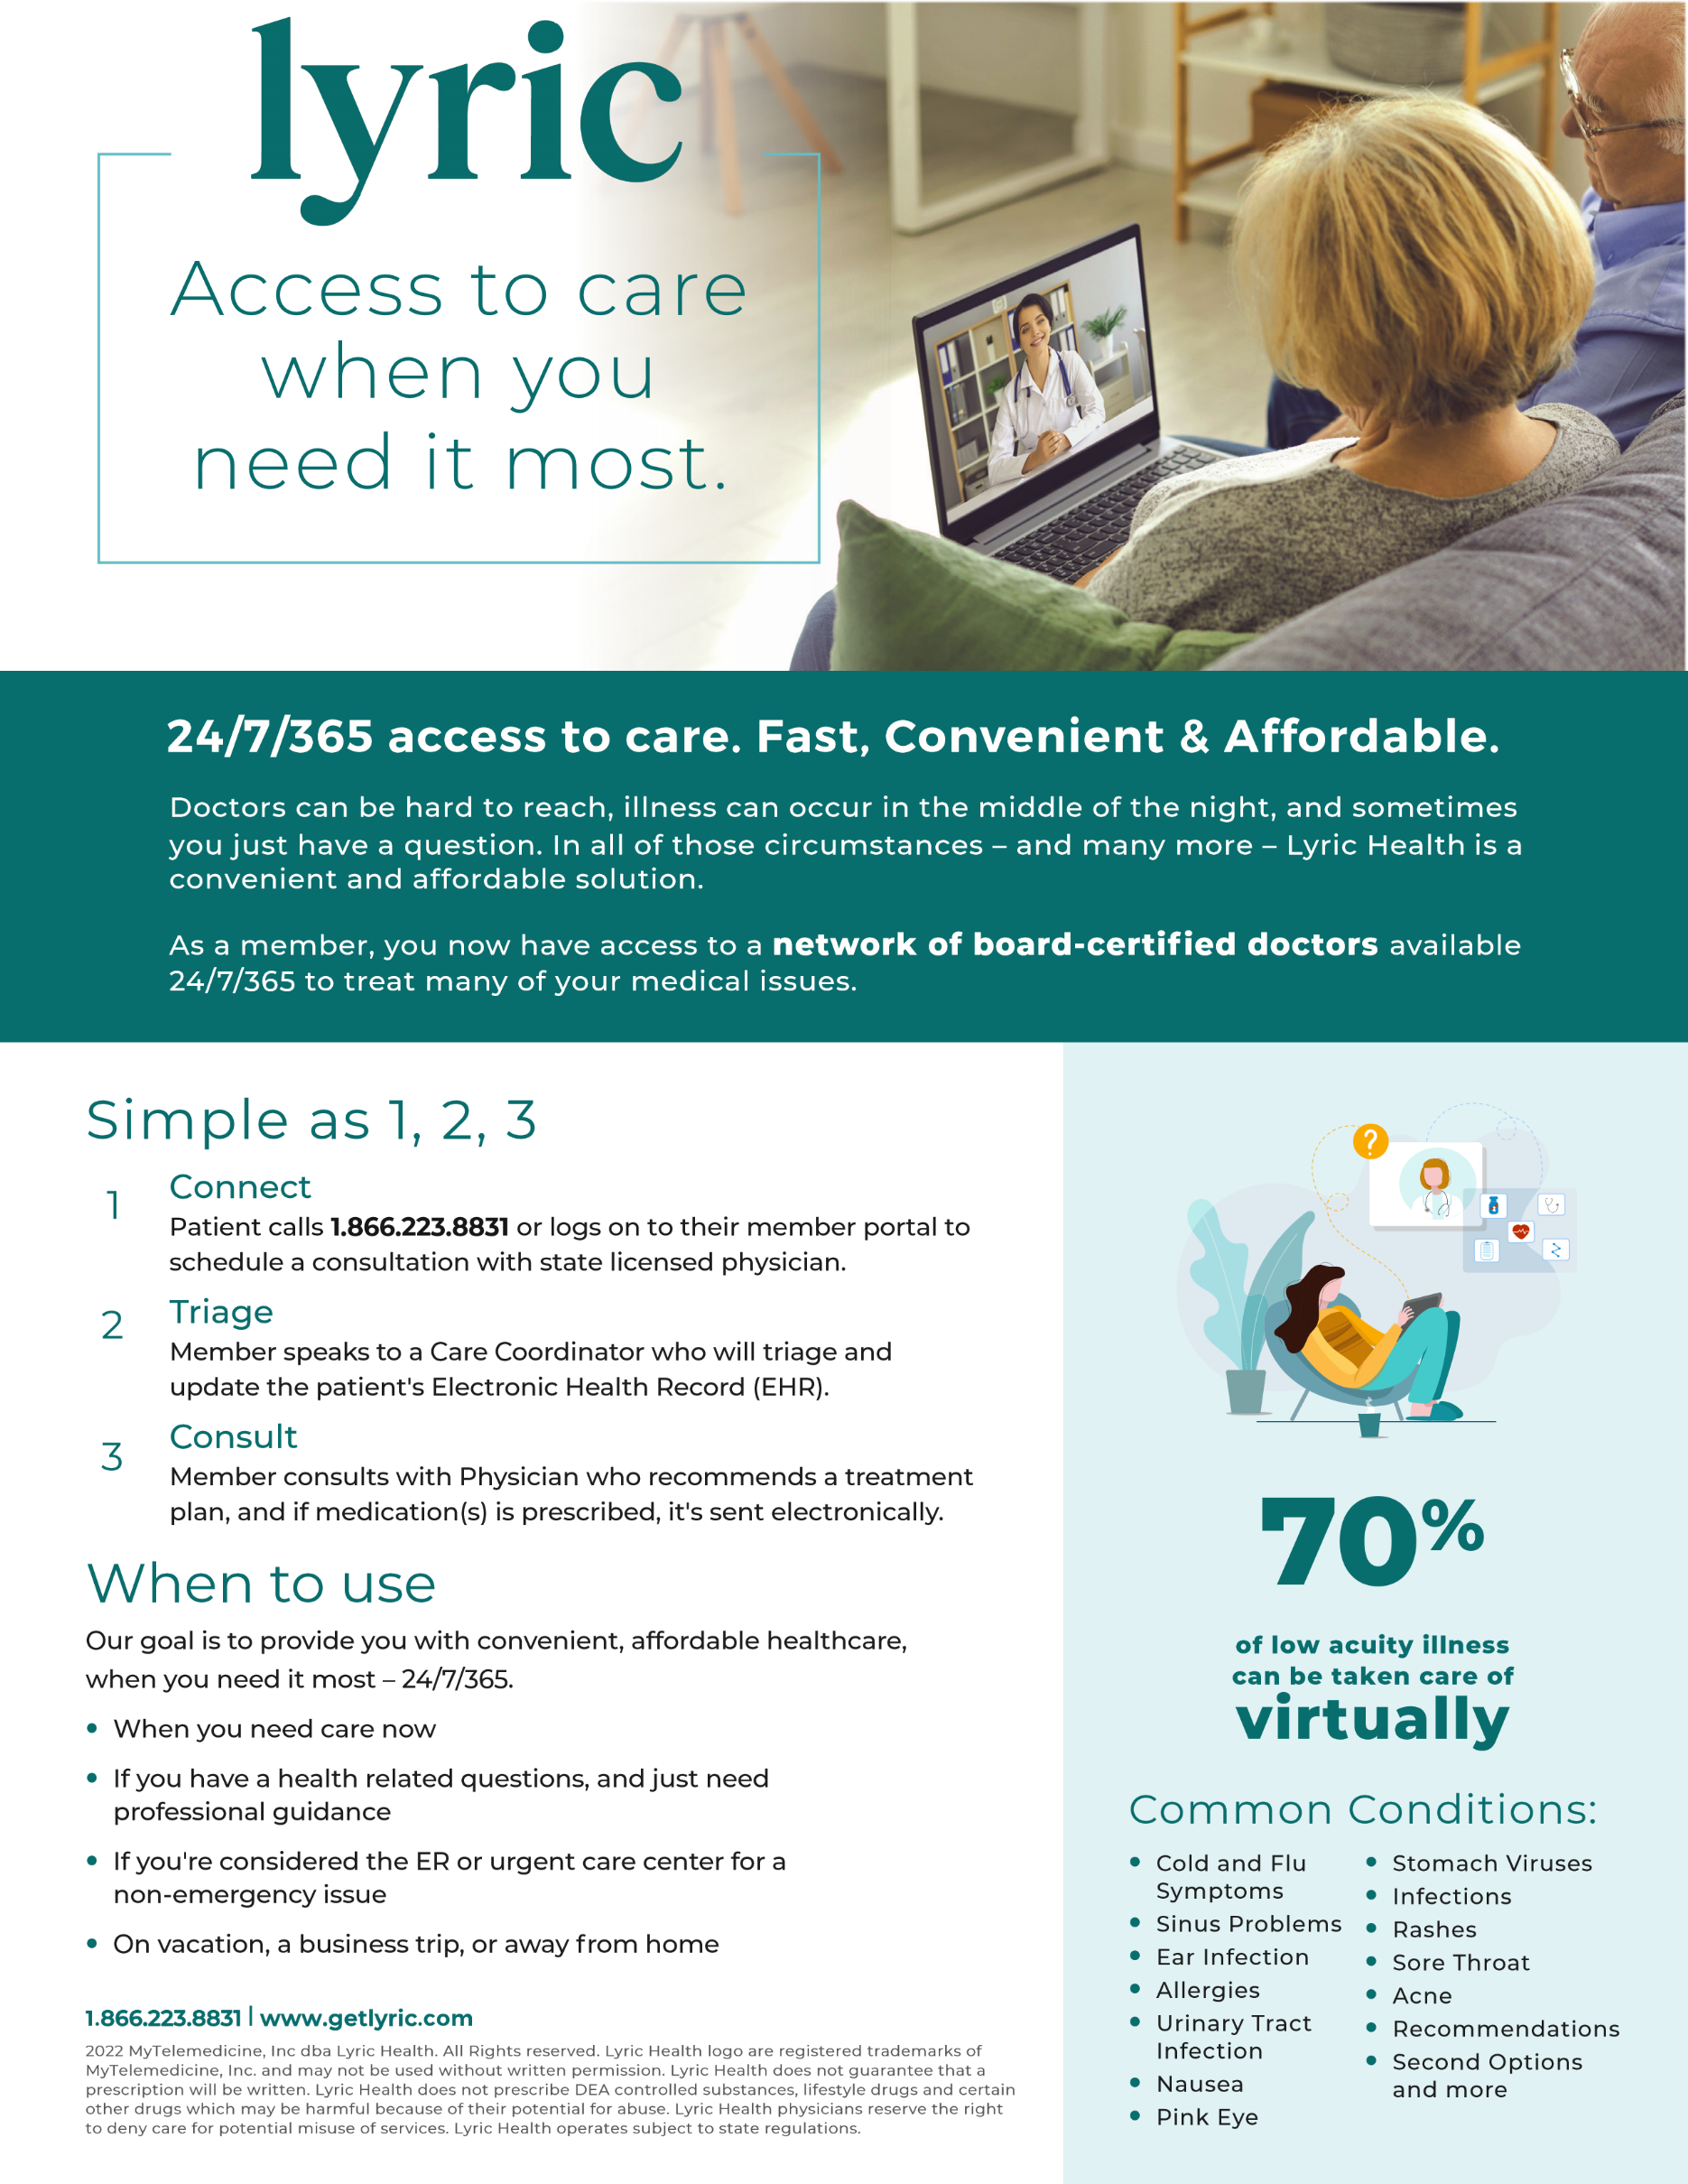 lyric
Access to care
when you
need it most.
24/7/365 access to care. Fast, Convenient & Affordable.
Doctors can be hard to reach, illness can occur in the middle of the night, and sometimes
you just have a question. In all of those circumstances – and many more – Lyric Health is a
convenient and affordable solution.
As a member, you now have access to a network of board-certified doctors available
24/7/365 to treat many of your medical issues.
Simple as 1, 2, 3
1
Connect
Patient calls 1.866.223.8831 or logs on to their member portal to
schedule a consultation with state licensed physician.
2
Triage
Member speaks to a Care Coordinator who will triage and
update the patient's Electronic Health Record (EHR).
3
Consult
Member consults with Physician who recommends a treatment
plan, and if medication(s) is prescribed, it's sent electronically.
When to use
Our goal is to provide you with convenient, affordable healthcare,
when you need it most – 24/7/365.
• When you need care now
• If you have a health related questions, and just need
professional guidance
• If you're considered the ER or urgent care center for a
non-emergency issue
• On vacation, a business trip, or away from home
1.866.223.8831 | www.getlyric.com
2022 MyTelemedicine, Inc dba Lyric Health. All Rights reserved. Lyric Health logo are registered trademarks of
MyTelemedicine, Inc. and may not be used without written permission. Lyric Health does not guarantee that a
prescription will be written. Lyric Health does not prescribe DEA controlled substances, lifestyle drugs and certain
other drugs which may be harmful because of their potential for abuse. Lyric Health physicians reserve the right
to deny care for potential misuse of services. Lyric Health operates subject to state regulations.
?
70%
of low acuity illness
can be taken care of
virtually
Common Conditions:
• Cold and Flu
Symptoms
• Sinus Problems
• Ear Infection
• Allergies
• Urinary Tract
Infection
• Nausea
• Pink Eye
• Stomach Viruses
• Infections
• Rashes
• Sore Throat
• Acne
• Recommendations
• Second Options
and more